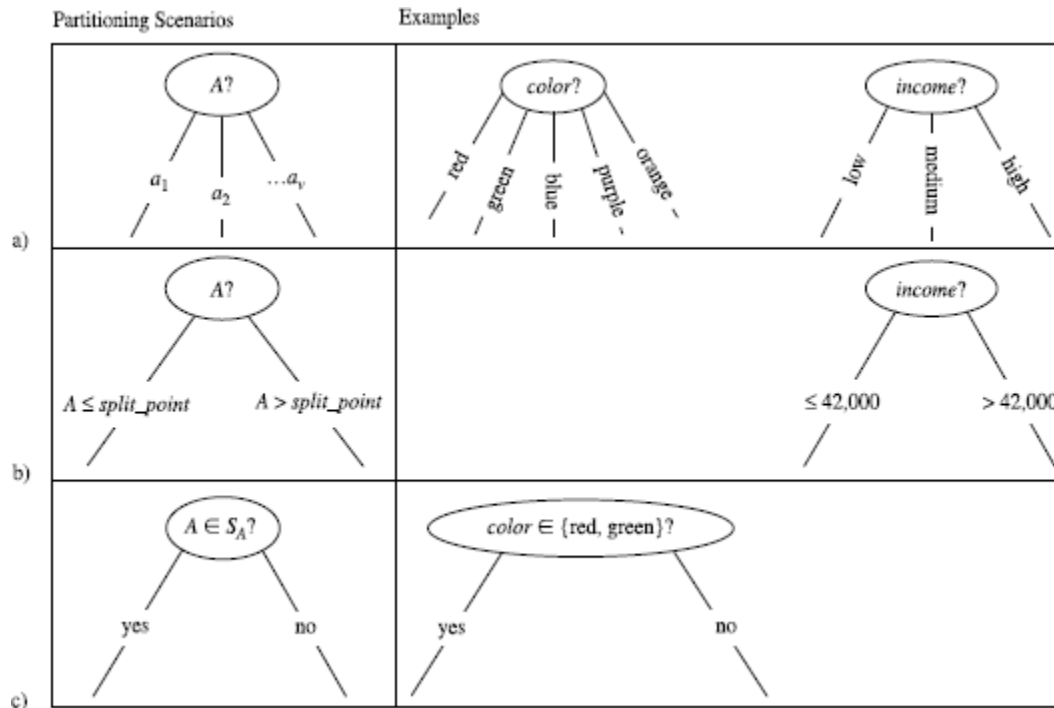 Partitioning Scenarios
Examples
A?
a₁
a₂
...aᵥ
color?
red
green
blue
purple
orange
income?
low
medium
high
a)
A?
A ≤ split_point
A > split_point
income?
≤ 42,000
> 42,000
b)
A ∈ S_A?
yes
no
color ∈ {red, green}?
yes
no
c)